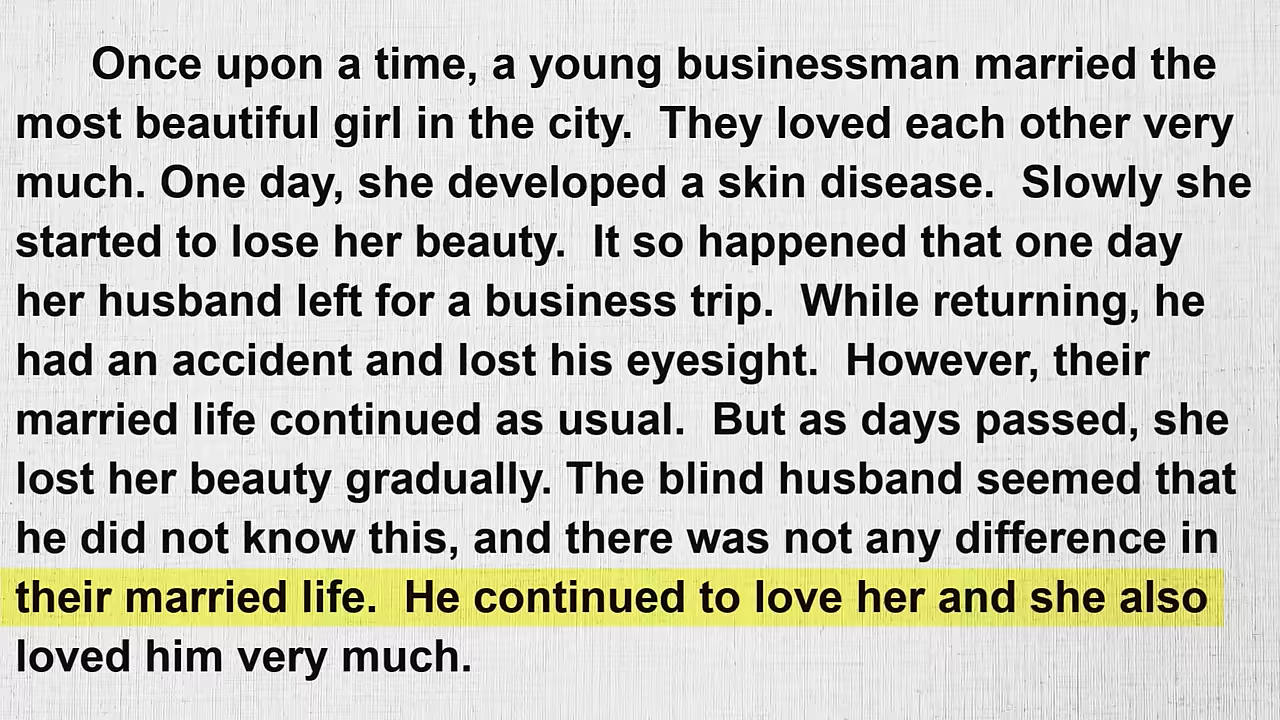 Once upon a time, a young businessman married the
most beautiful girl in the city.  They loved each other very
much. One day, she developed a skin disease.  Slowly she
started to lose her beauty.  It so happened that one day
her husband left for a business trip.  While returning, he
had an accident and lost his eyesight.  However, their
married life continued as usual.  But as days passed, she
lost her beauty gradually. The blind husband seemed that
he did not know this, and there was not any difference in
their married life.  He continued to love her and she also
loved him very much.